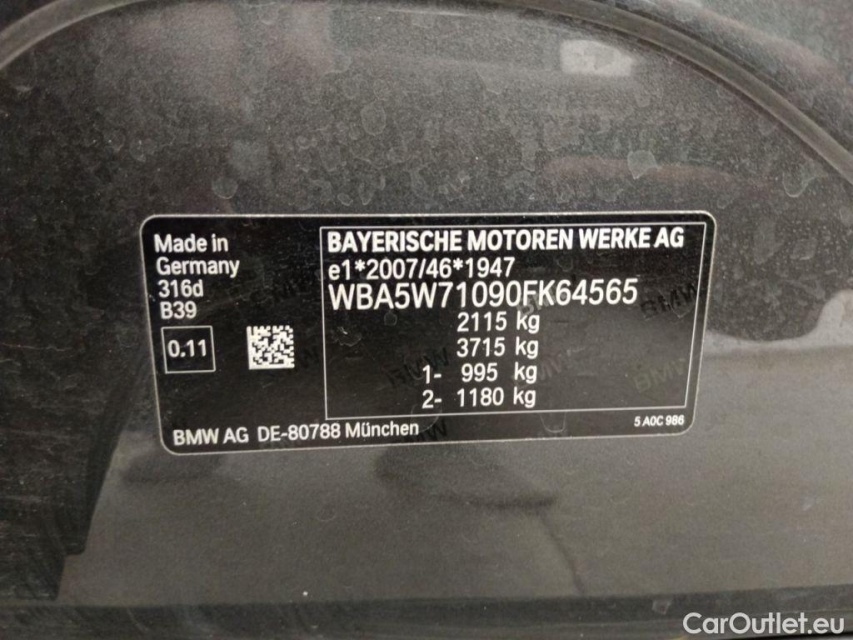 Made in
Germany
316d
B39
0.11
BAYERISCHE MOTOREN WERKE AG
e1*2007/46*1947
WBA5W71090FK64565
2115 kg
3715 kg
1- 995 kg
2- 1180 kg
BMW AG DE-80788 München
5 A0C 986
CarOutlet.eu